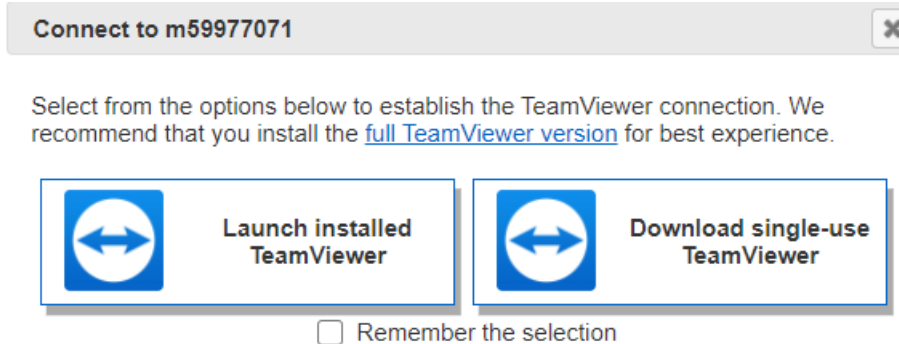 Connect to m59977071
Select from the options below to establish the TeamViewer connection. We
recommend that you install the full TeamViewer version for best experience.
Launch installed
TeamViewer
Download single-use
TeamViewer
Remember the selection